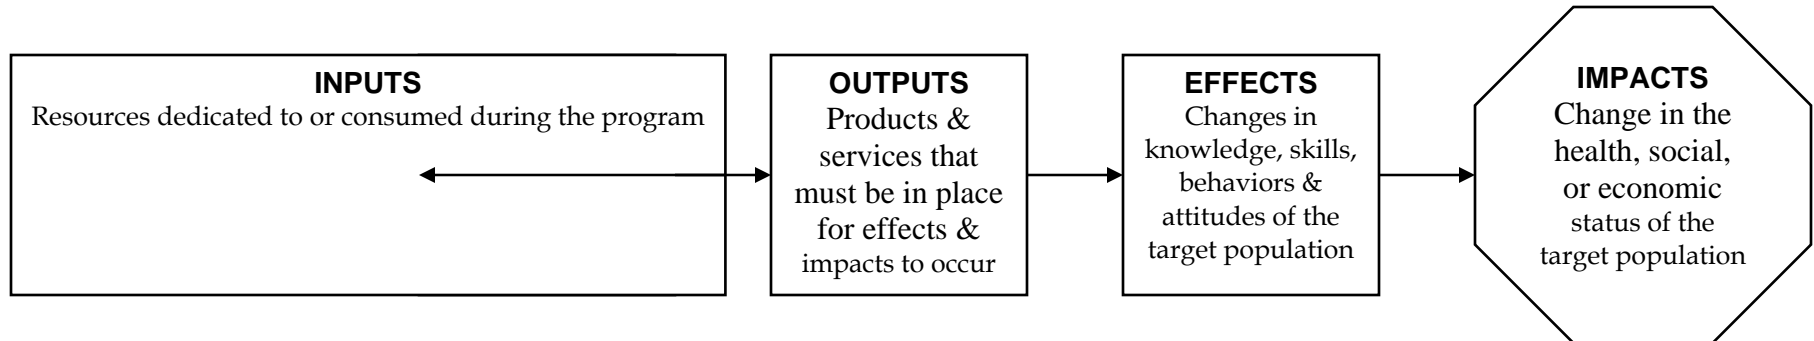 INPUTS
Resources dedicated to or consumed during the program
OUTPUTS
Products &
services that
must be in place
for effects &
impacts to occur
EFFECTS
Changes in
knowledge, skills,
behaviors &
attitudes of the
target population
IMPACTS
Change in the
health, social,
or economic
status of the
target population